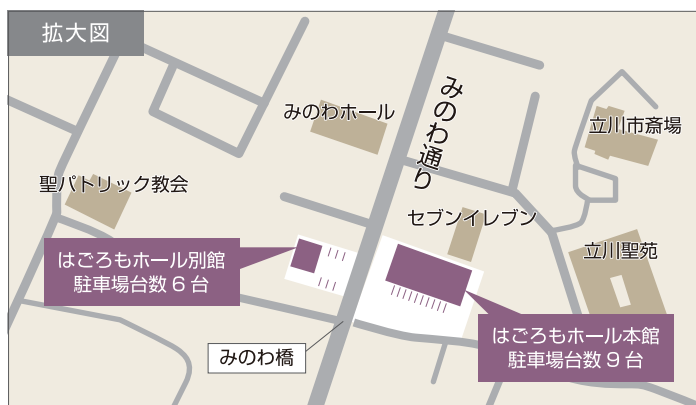 拡大図
みのわホール
みのわ通り
立川市斎場
聖パトリック教会
セブンイレブン
立川聖苑
はごろもホール別館
駐車場台数6台
はごろもホール本館
駐車場台数9台
みのわ橋